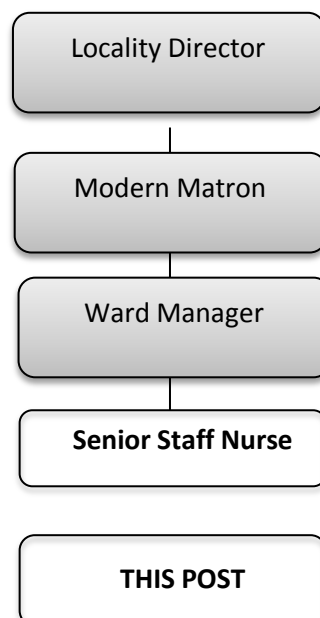 Locality Director
Modern Matron
Ward Manager
Senior Staff Nurse
THIS POST